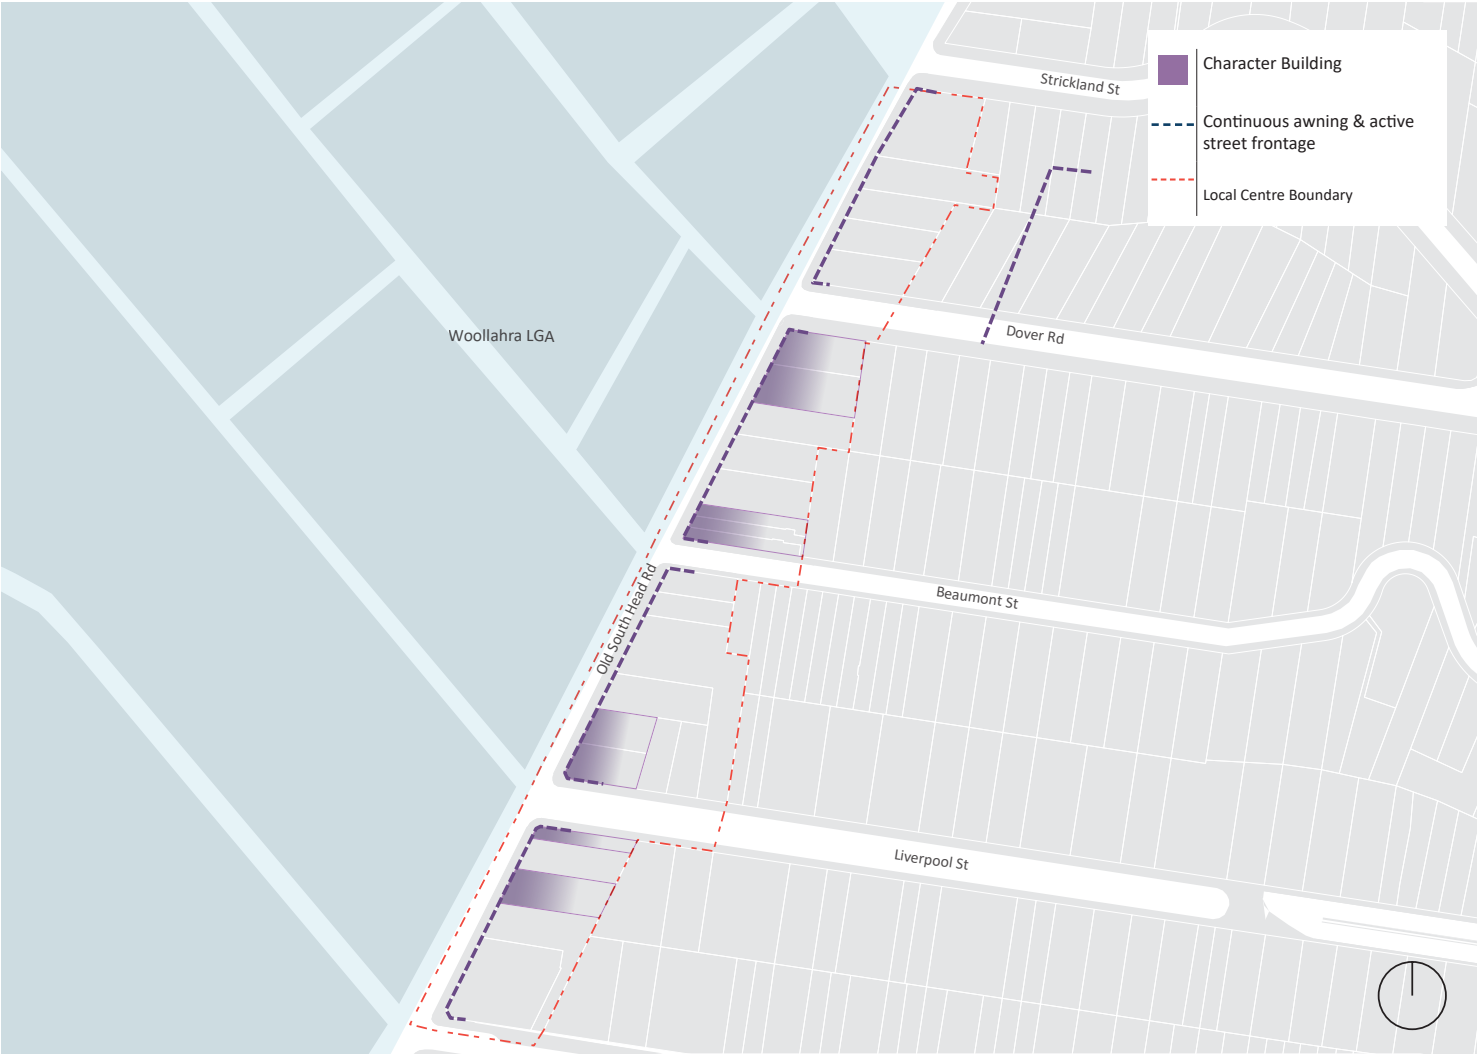 Strickland St
Character Building
Continuous awning & active
street frontage
Local Centre Boundary
Woollahra LGA
Dover Rd
Old South Head Rd
Beaumont St
Liverpool St